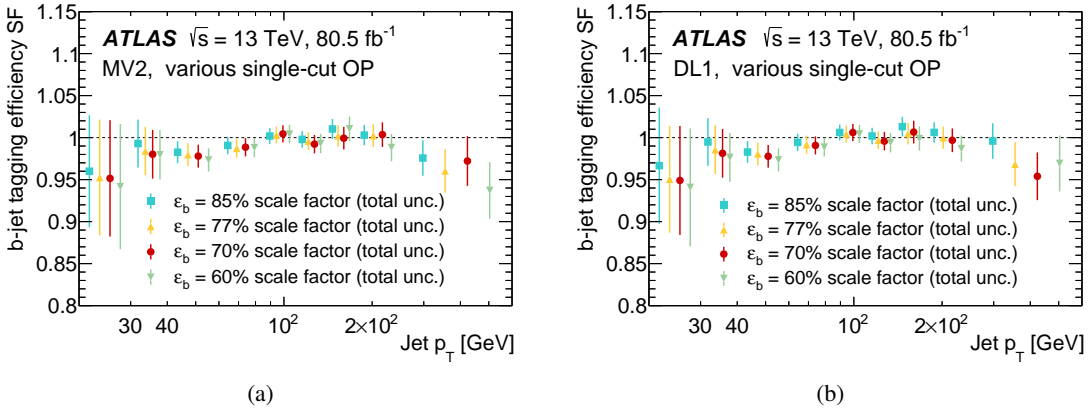 b-jet tagging efficiency SF
1.15
1.1
1.05
1
0.95
0.9
0.85
0.8
ATLAS √s = 13 TeV, 80.5 fb⁻¹
MV2, various single-cut OP
ε_b = 85% scale factor (total unc.)
ε_b = 77% scale factor (total unc.)
ε_b = 70% scale factor (total unc.)
ε_b = 60% scale factor (total unc.)
30 40 10² 2×10²
Jet p_T [GeV]
(a)
b-jet tagging efficiency SF
1.15
1.1
1.05
1
0.95
0.9
0.85
0.8
ATLAS √s = 13 TeV, 80.5 fb⁻¹
DL1, various single-cut OP
ε_b = 85% scale factor (total unc.)
ε_b = 77% scale factor (total unc.)
ε_b = 70% scale factor (total unc.)
ε_b = 60% scale factor (total unc.)
30 40 10² 2×10²
Jet p_T [GeV]
(b)